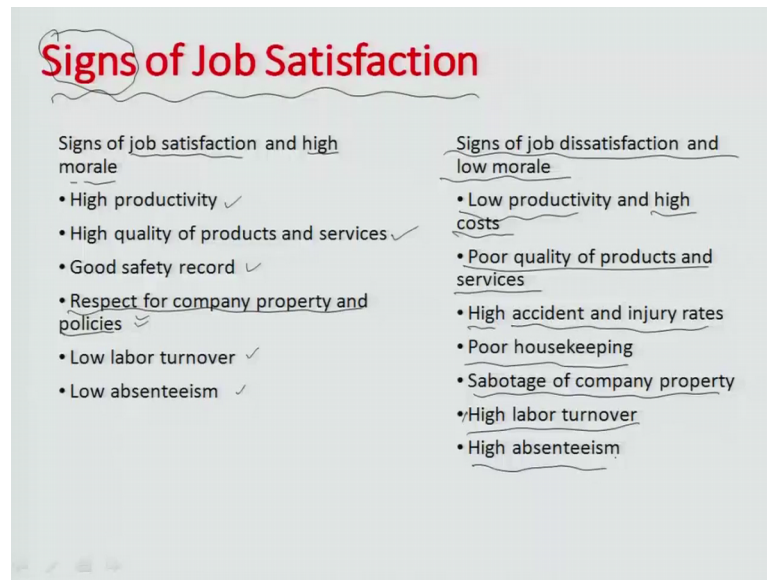 Signs of Job Satisfaction
Signs of job satisfaction and high
morale
• High productivity
• High quality of products and services
• Good safety record
• Respect for company property and
policies
• Low labor turnover
• Low absenteeism
Signs of job dissatisfaction and
low morale
• Low productivity and high
costs
• Poor quality of products and
services
• High accident and injury rates
• Poor housekeeping
• Sabotage of company property
• High labor turnover
• High absenteeism